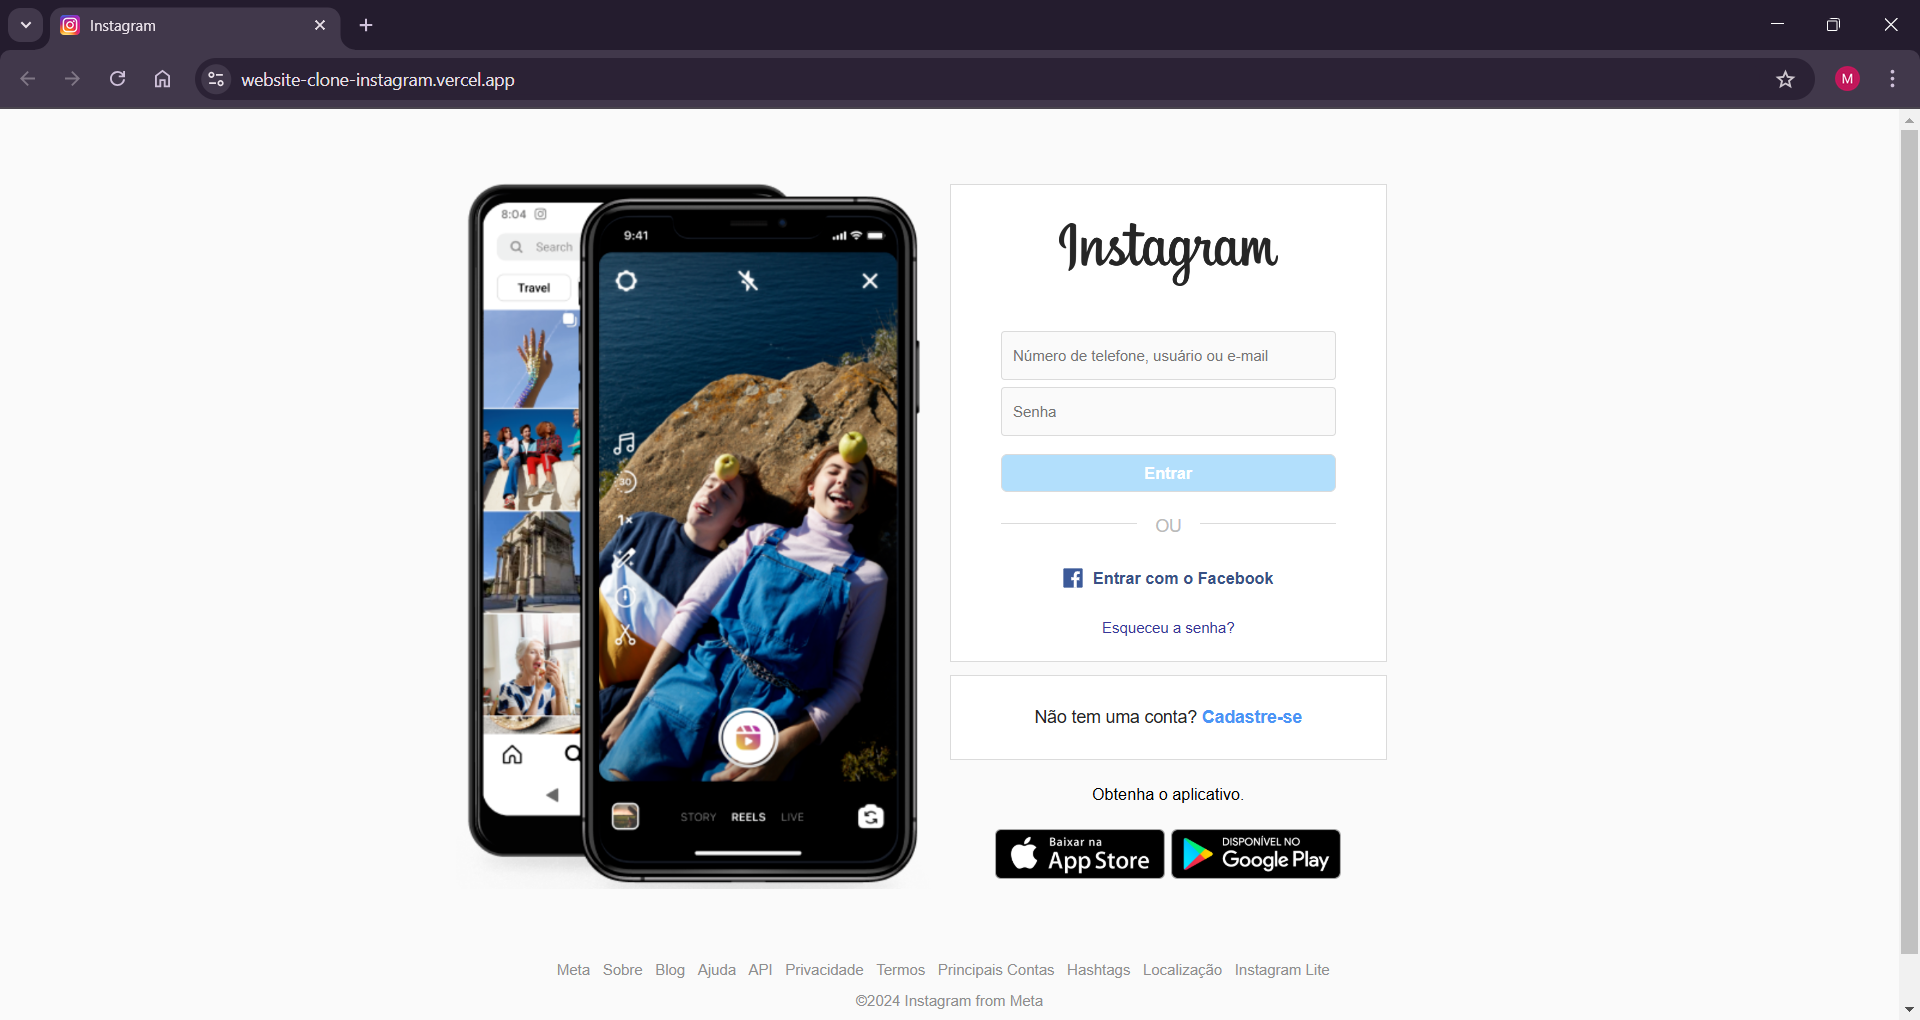 Instagram
website-clone-instagram.vercel.app
M
8:04
Search
Travel
9:41
30
1x
STORY REELS LIVE
Instagram
Número de telefone, usuário ou e-mail
Senha
Entrar
OU
Entrar com o Facebook
Esqueceu a senha?
Não tem uma conta? Cadastre-se
Obtenha o aplicativo.
Baixar na
App Store
DISPONÍVEL NO
Google Play
Meta Sobre Blog Ajuda API Privacidade Termos Principais Contas Hashtags Localização Instagram Lite
©2024 Instagram from Meta